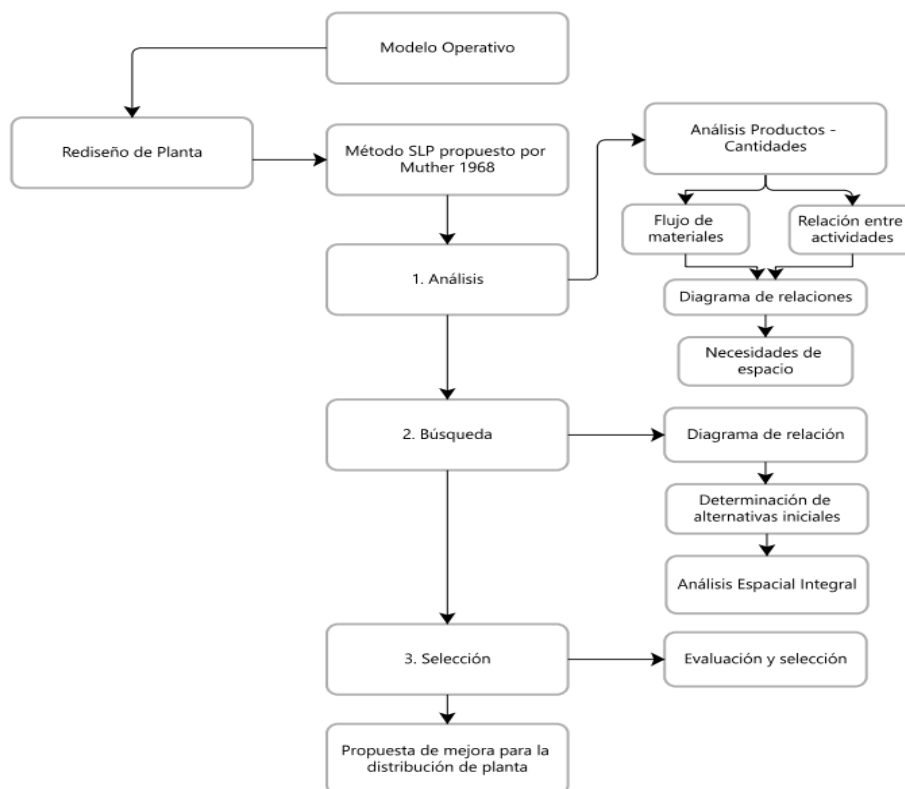 Modelo Operativo
Rediseño de Planta
Método SLP propuesto por
Muther 1968
Análisis Productos -
Cantidades
Flujo de
materiales
Relación entre
actividades
1. Análisis
Diagrama de relaciones
Necesidades de
espacio
2. Búsqueda
Diagrama de relación
Determinación de
alternativas iniciales
Análisis Espacial Integral
3. Selección
Evaluación y selección
Propuesta de mejora para la
distribución de planta